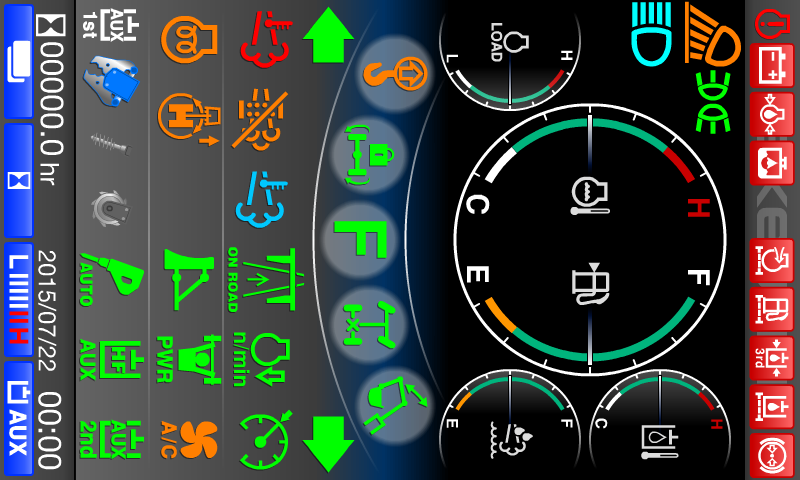 3rd
H
H F
C
H F
LOAD
C E
L E
F
ON ROAD
n/min
H
PWR
A/C
AUX
1st
AUTO
HF
AUX
AUX
2nd
00000.0 hr
2015/07/22
00:00
L H
AUX